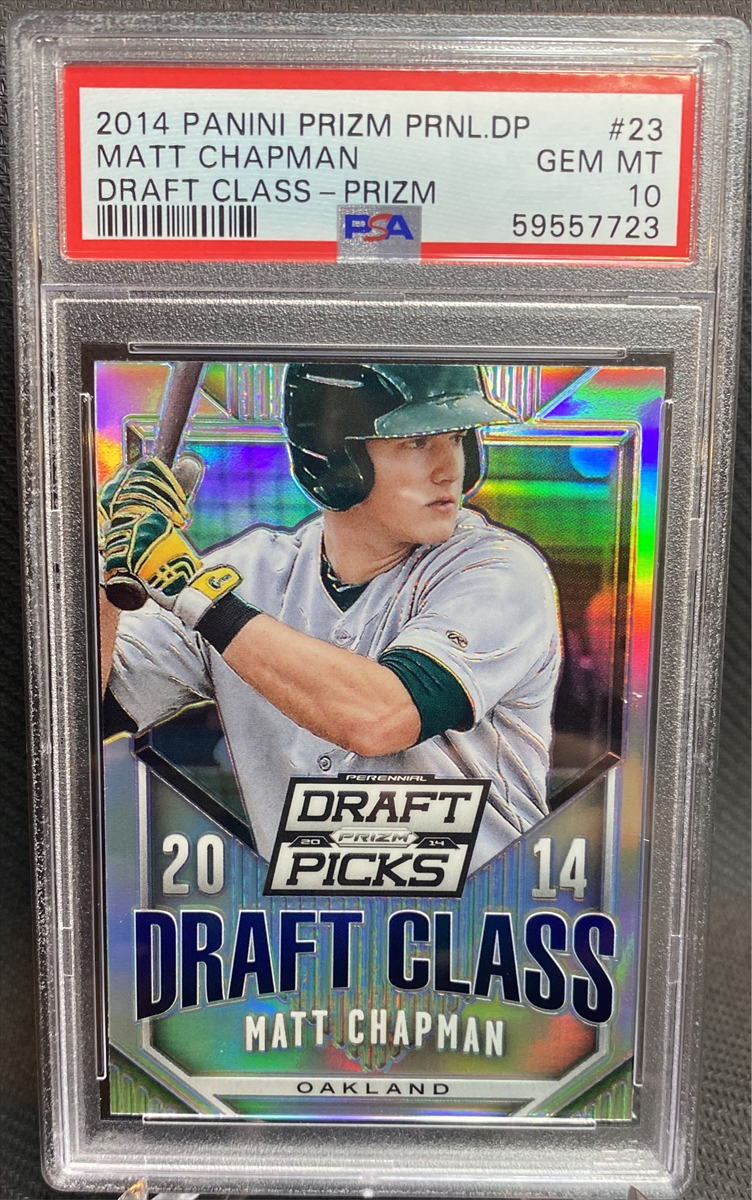 2014 PANINI PRIZM PRNL.DP #23
MATT CHAPMAN GEM MT
DRAFT CLASS - PRIZM 10
PSA 59557723
PERENNIAL
DRAFT
20 PRIZM 14
PICKS
20 14
DRAFT CLASS
MATT CHAPMAN
OAKLAND